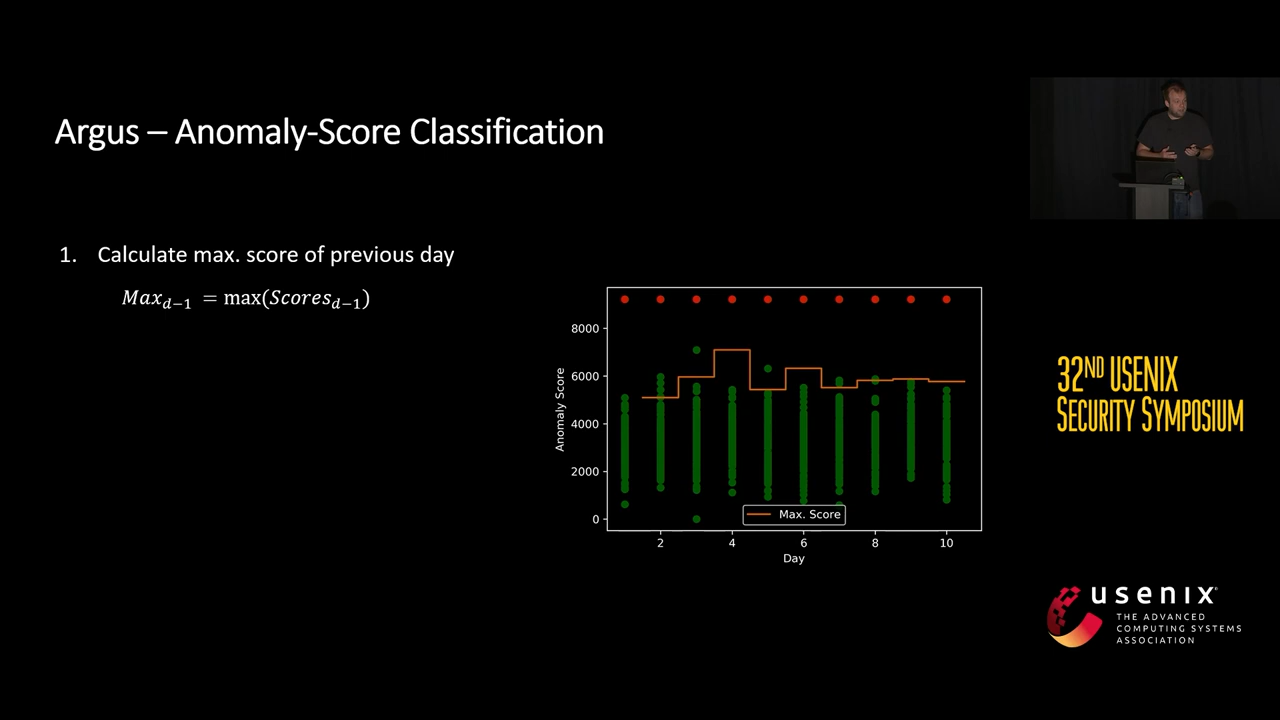 Argus – Anomaly-Score Classification
1. Calculate max. score of previous day
Max_{d−1} = max(Scores_{d−1})
8000
6000
4000
2000
0
Anomaly Score
Max. Score
2 4 6 8 10
Day
32ND USENIX
SECURITY SYMPOSIUM
usenix
THE ADVANCED
COMPUTING SYSTEMS
ASSOCIATION